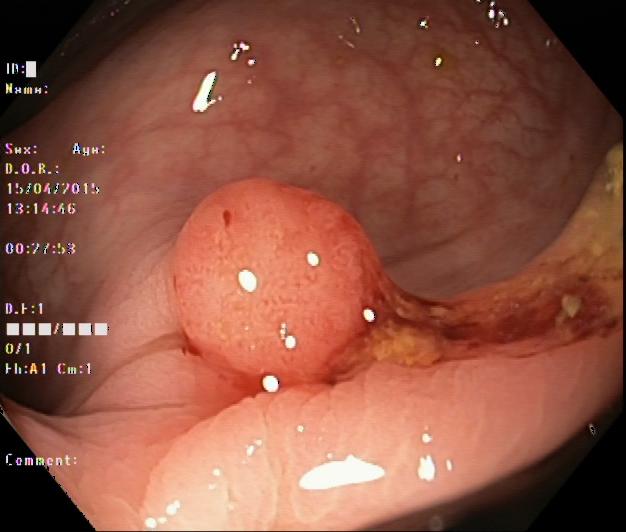 ID:
Name:
Sex: Age:
D.O.B.:
15/04/2015
13:14:46
00:27:53
D.F:1
■■■/■■■
0/1
Eh:A1 Cm:1
Comment: